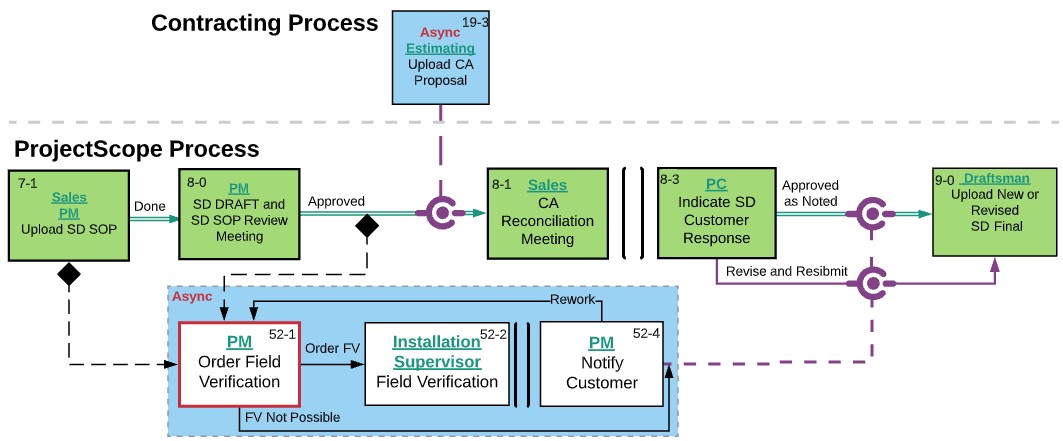 Contracting Process
19-3
Async
Estimating
Upload CA
Proposal
ProjectScope Process
7-1
Sales
PM
Upload SD SOP
Done
8-0
PM
SD DRAFT and
SD SOP Review
Meeting
Approved
8-1
Sales
CA
Reconciliation
Meeting
8-3
PC
Indicate SD
Customer
Response
Approved
as Noted
9-0
Draftsman
Upload New or
Revised
SD Final
Revise and Resibmit
Async
Rework
52-1
PM
Order Field
Verification
Order FV
52-2
Installation
Supervisor
Field Verification
52-4
PM
Notify
Customer
FV Not Possible